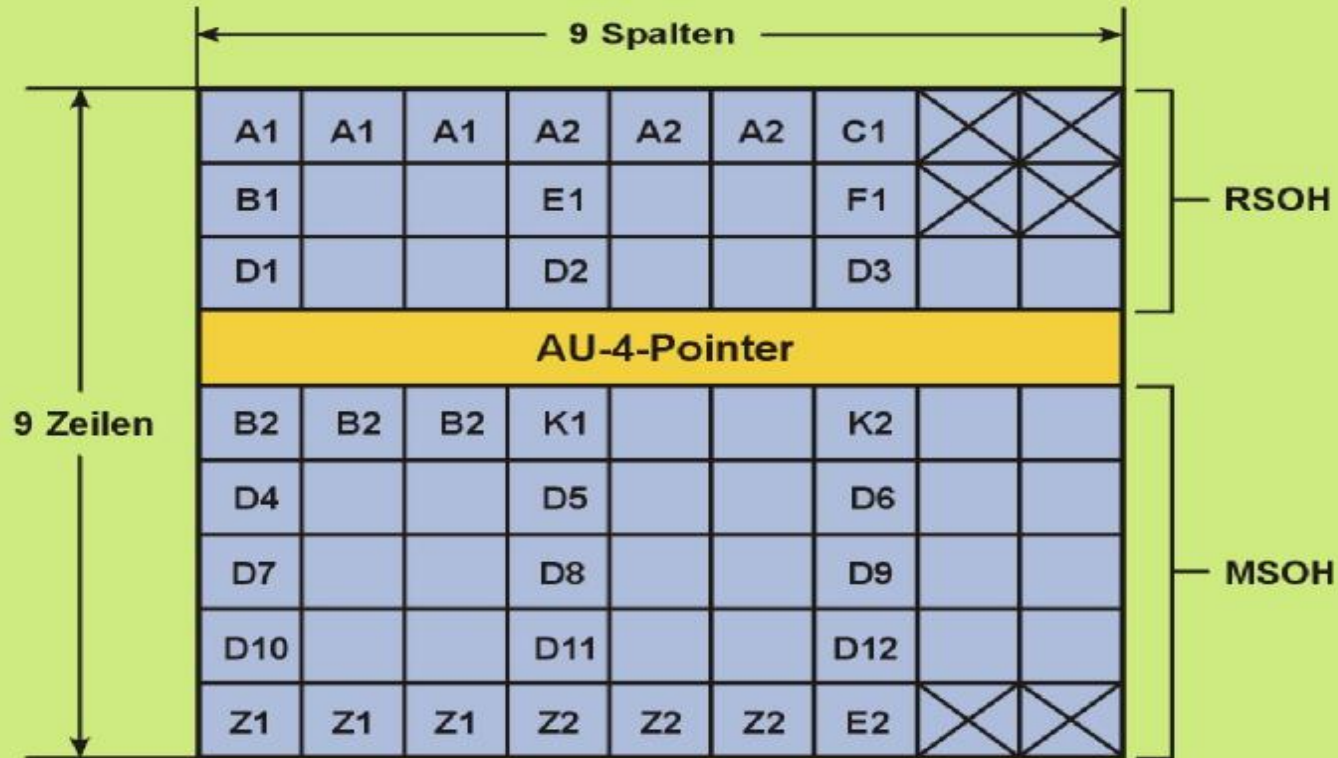 9 Spalten
A1 A1 A1 A2 A2 A2 C1
B1 E1 F1
RSOH
D1 D2 D3
AU-4-Pointer
9 Zeilen
B2 B2 B2 K1 K2
D4 D5 D6
D7 D8 D9
MSOH
D10 D11 D12
Z1 Z1 Z1 Z2 Z2 Z2 E2